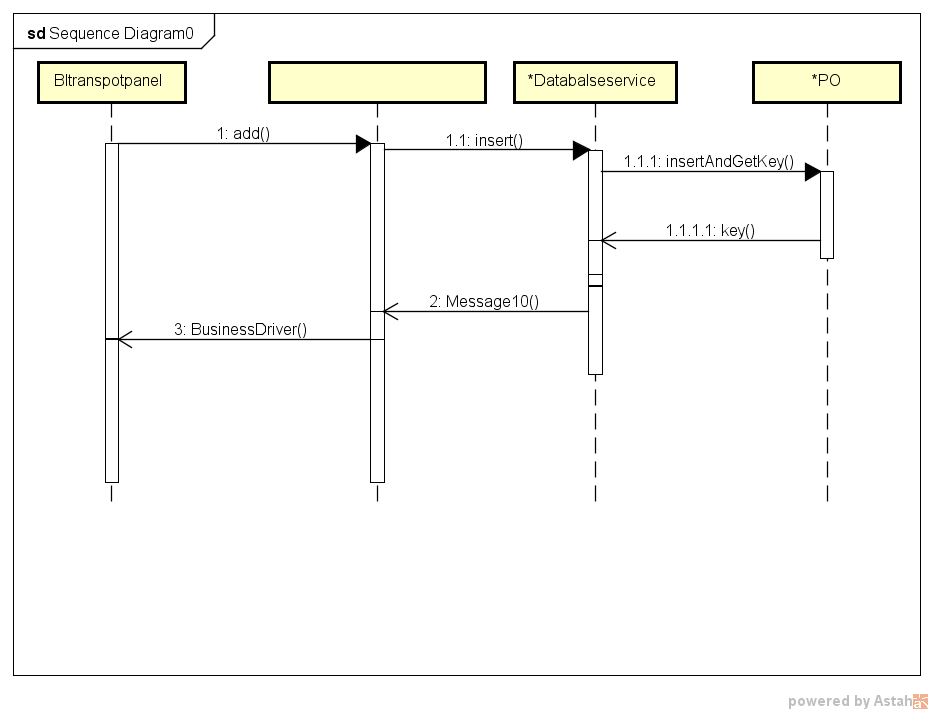 sd Sequence Diagram0
Bltranspotpanel
*Databalseservice
*PO
1: add()
1.1: insert()
1.1.1: insertAndGetKey()
1.1.1.1: key()
2: Message10()
3: BusinessDriver()
powered by Astah